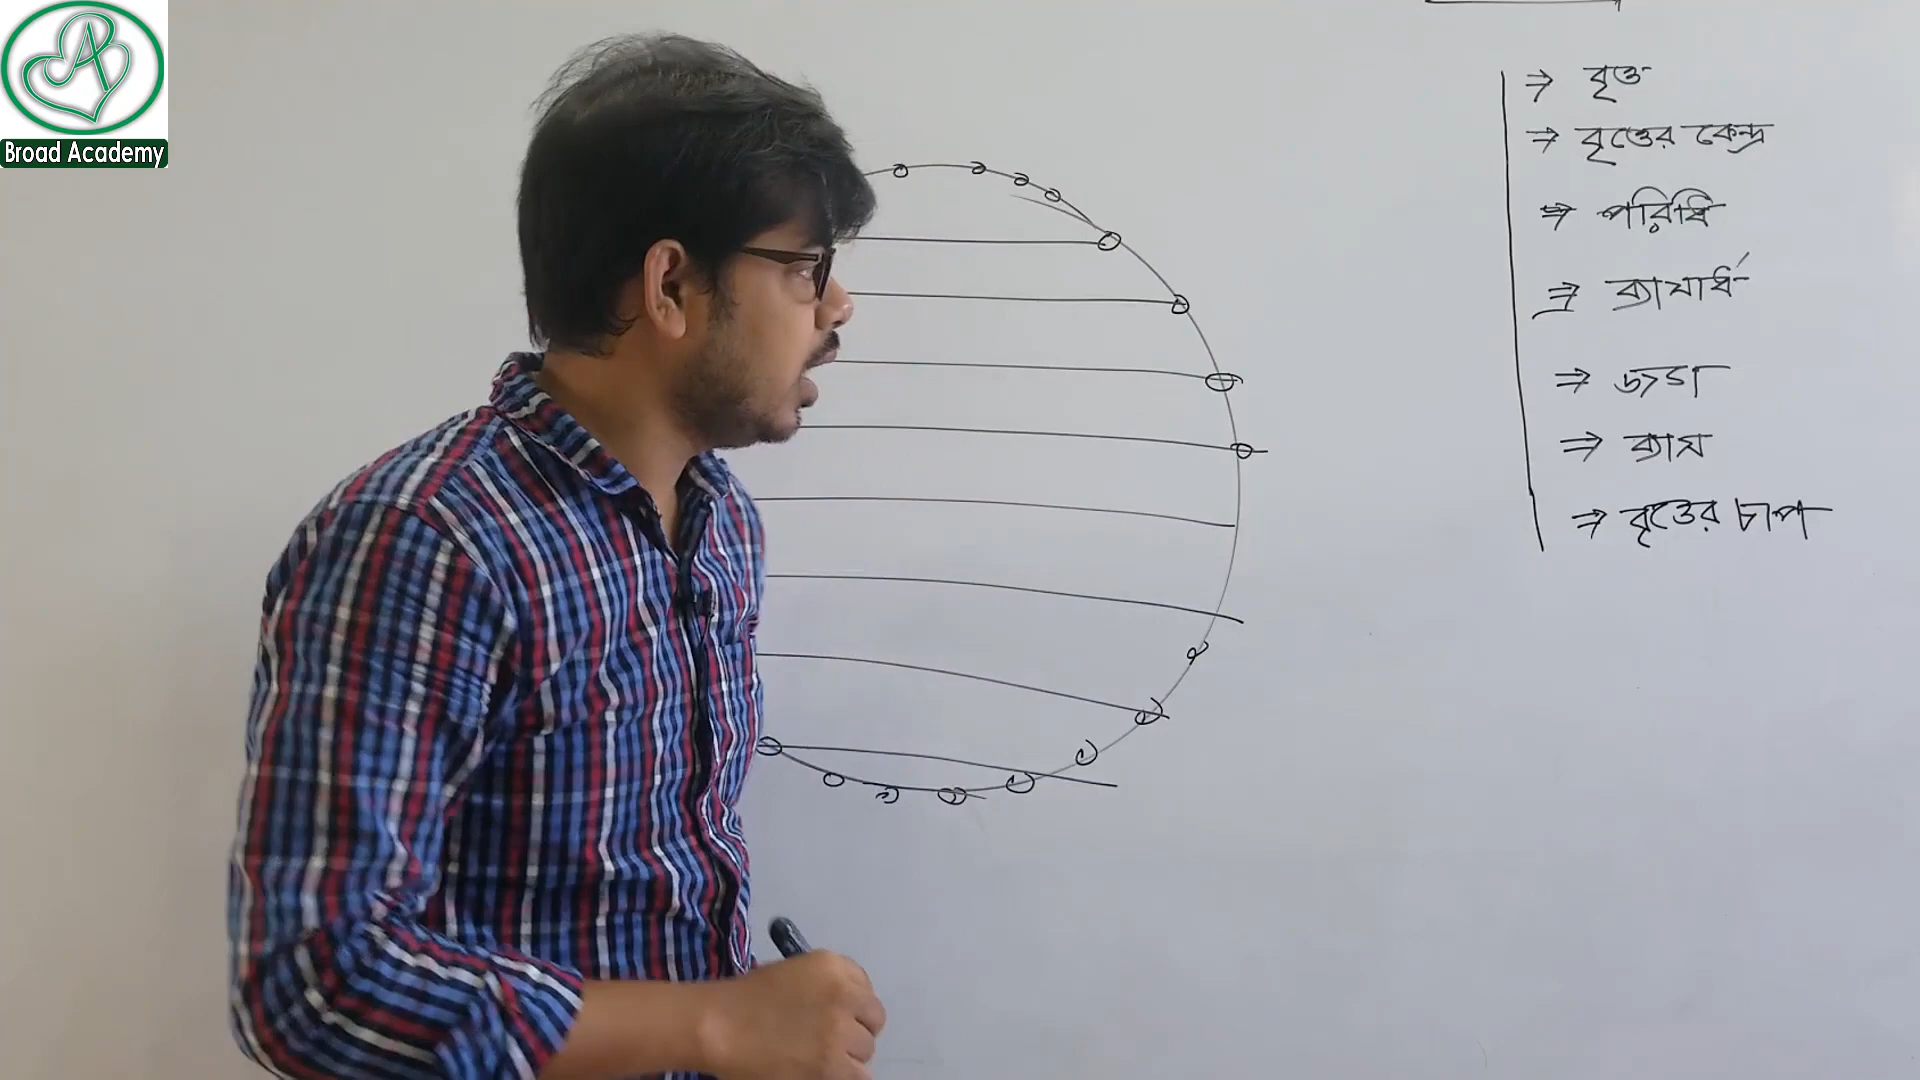 Broad Academy
⇒ বৃত্ত
⇒ বৃত্তের কেন্দ্র
⇒ পরিধি
⇒ ব্যাসার্ধ
⇒ জ্যা
⇒ ব্যাস
⇒ বৃত্তের চাপ